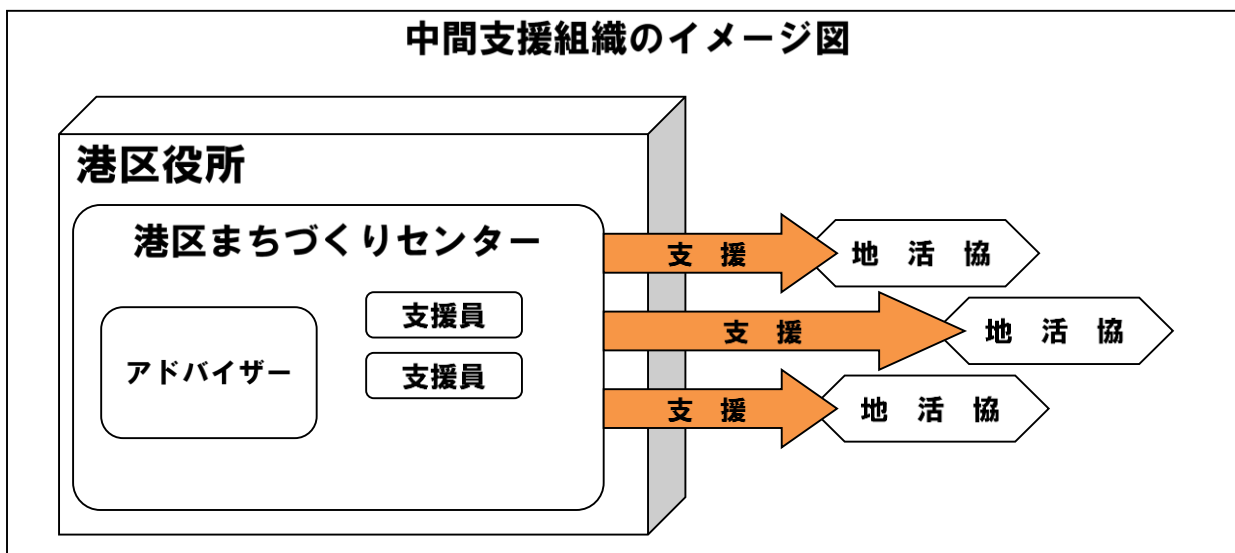 中間支援組織のイメージ図
港区役所
港区まちづくりセンター
アドバイザー
支援員
支援員
支 援
地 活 協
支 援
地 活 協
支 援
地 活 協